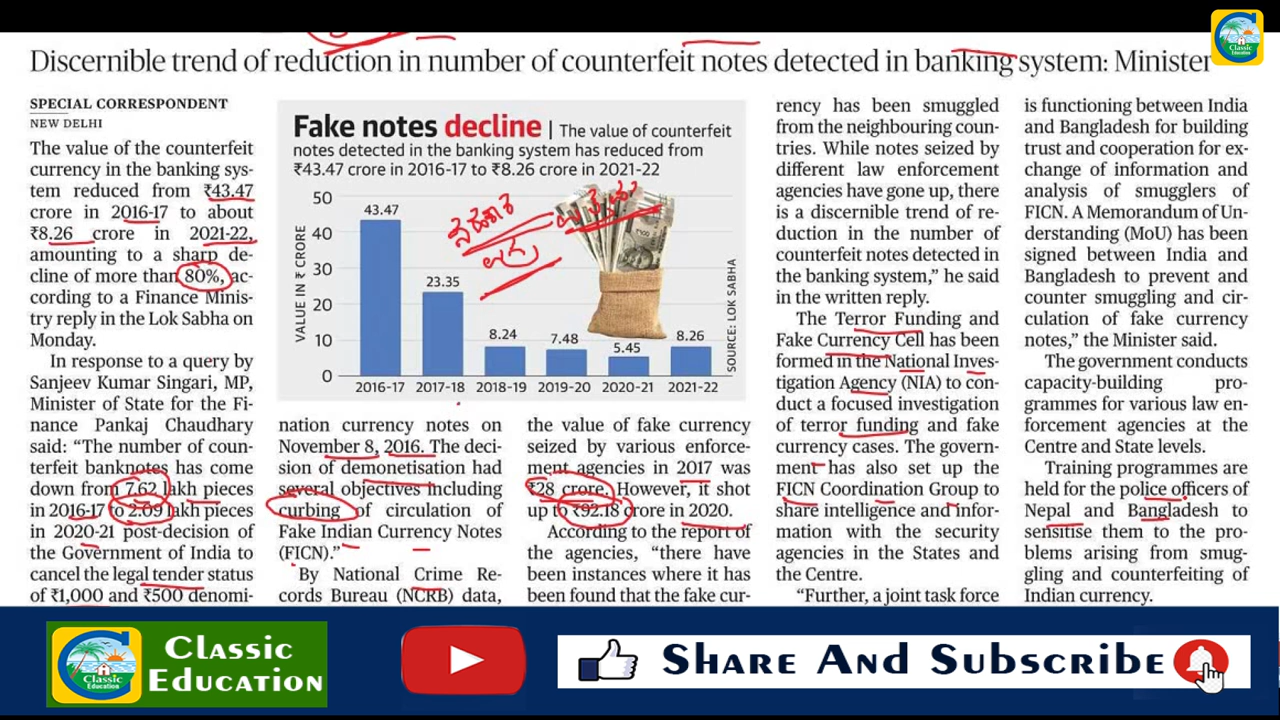 Classic
Education
Discernible trend of reduction in number of counterfeit notes detected in banking system: Minister
SPECIAL CORRESPONDENT
NEW DELHI
The value of the counterfeit
currency in the banking sys-
tem reduced from ₹43.47
crore in 2016-17 to about
₹8.26 crore in 2021-22,
amounting to a sharp de-
cline of more than 80%, ac-
cording to a Finance Minis-
try reply in the Lok Sabha on
Monday.
In response to a query by
Sanjeev Kumar Singari, MP,
Minister of State for the Fi-
nance Pankaj Chaudhary
said: “The number of coun-
terfeit banknotes has come
down from 7.62 lakh pieces
in 2016-17 to 2.09 lakh pieces
in 2020-21 post-decision of
the Government of India to
cancel the legal tender status
of ₹1,000 and ₹500 denomi-
Fake notes decline | The value of counterfeit
notes detected in the banking system has reduced from
₹43.47 crore in 2016-17 to ₹8.26 crore in 2021-22
VALUE IN ₹ CRORE
50
40
30
20
10
0
43.47
23.35
8.24
7.48
5.45
8.26
2016-17 2017-18 2018-19 2019-20 2020-21 2021-22
SOURCE: LOK SABHA
nation currency notes on
November 8, 2016. The deci-
sion of demonetisation had
several objectives including
curbing of circulation of
Fake Indian Currency Notes
(FICN).”
By National Crime Re-
cords Bureau (NCRB) data,
the value of fake currency
seized by various enforce-
ment agencies in 2017 was
₹28 crore. However, it shot
up to ₹92.18 crore in 2020.
According to the report of
the agencies, “there have
been instances where it has
been found that the fake cur-
rency has been smuggled
from the neighbouring coun-
tries. While notes seized by
different law enforcement
agencies have gone up, there
is a discernible trend of re-
duction in the number of
counterfeit notes detected in
the banking system,” he said
in the written reply.
The Terror Funding and
Fake Currency Cell has been
formed in the National Inves-
tigation Agency (NIA) to con-
duct a focused investigation
of terror funding and fake
currency cases. The govern-
ment has also set up the
FICN Coordination Group to
share intelligence and infor-
mation with the security
agencies in the States and
the Centre.
“Further, a joint task force
is functioning between India
and Bangladesh for building
trust and cooperation for ex-
change of information and
analysis of smugglers of
FICN. A Memorandum of Un-
derstanding (MoU) has been
signed between India and
Bangladesh to prevent and
counter smuggling and cir-
culation of fake currency
notes,” the Minister said.
The government conducts
capacity-building pro-
grammes for various law en-
forcement agencies at the
Centre and State levels.
Training programmes are
held for the police officers of
Nepal and Bangladesh to
sensitise them to the pro-
blems arising from smug-
gling and counterfeiting of
Indian currency.
Classic
Education
Classic
Education
Share And Subscribe